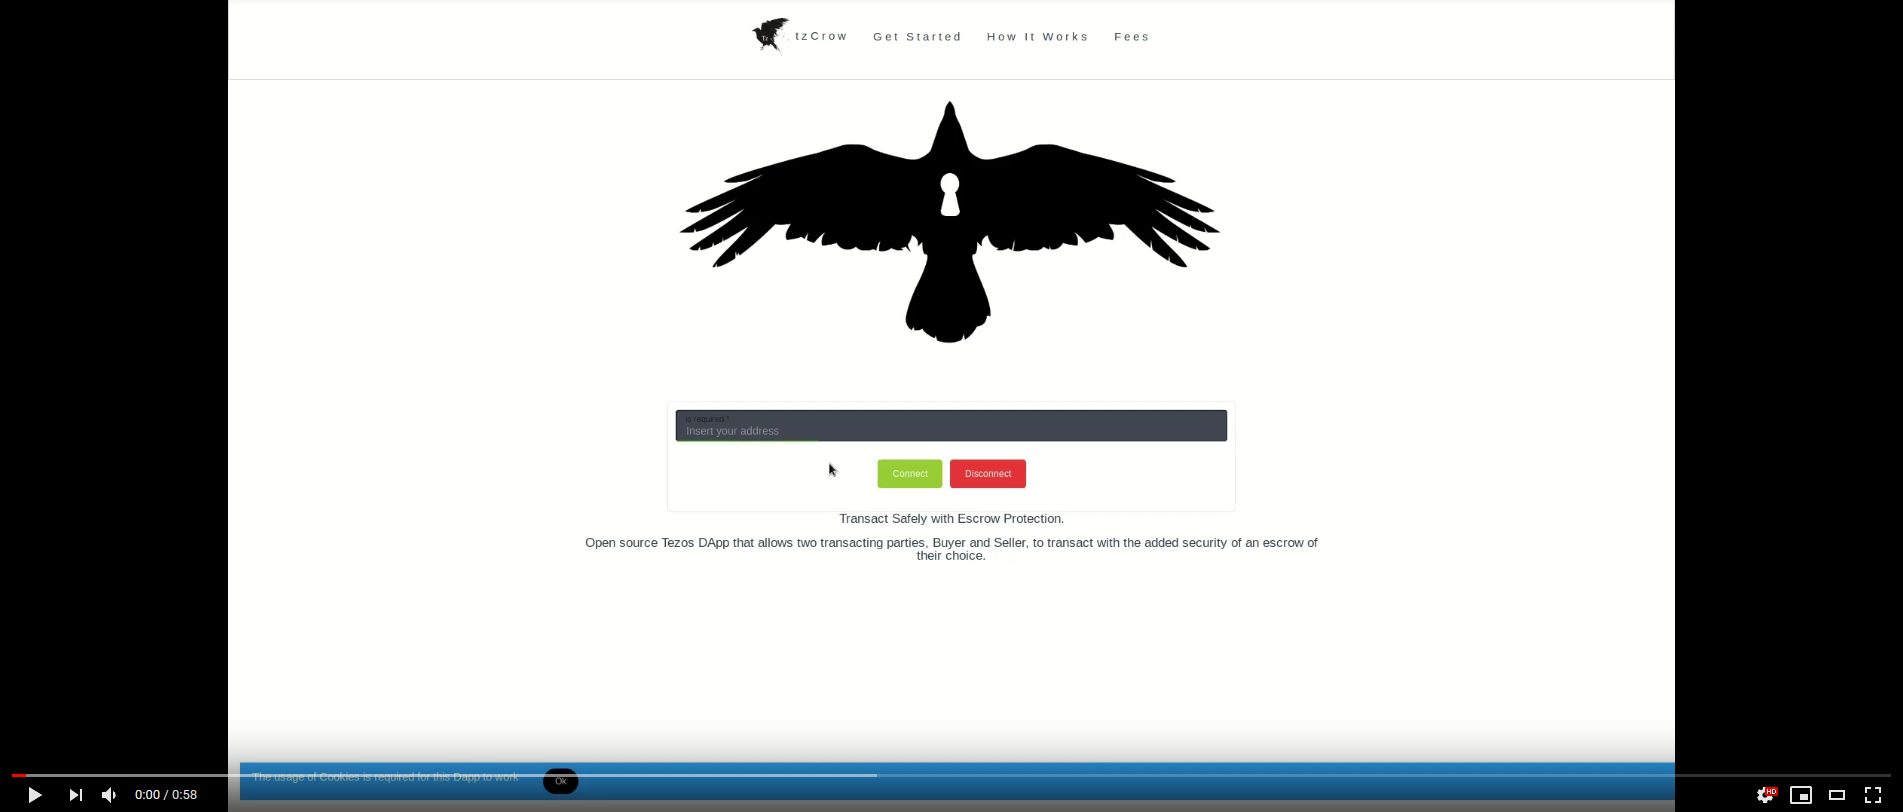 Tz
tzCrow Get Started How It Works Fees
is required *
Insert your address
Connect Disconnect
Transact Safely with Escrow Protection.
Open source Tezos DApp that allows two transacting parties, Buyer and Seller, to transact with the added security of an escrow of
their choice.
The usage of Cookies is required for this Dapp to work Ok
0:00 / 0:58 HD